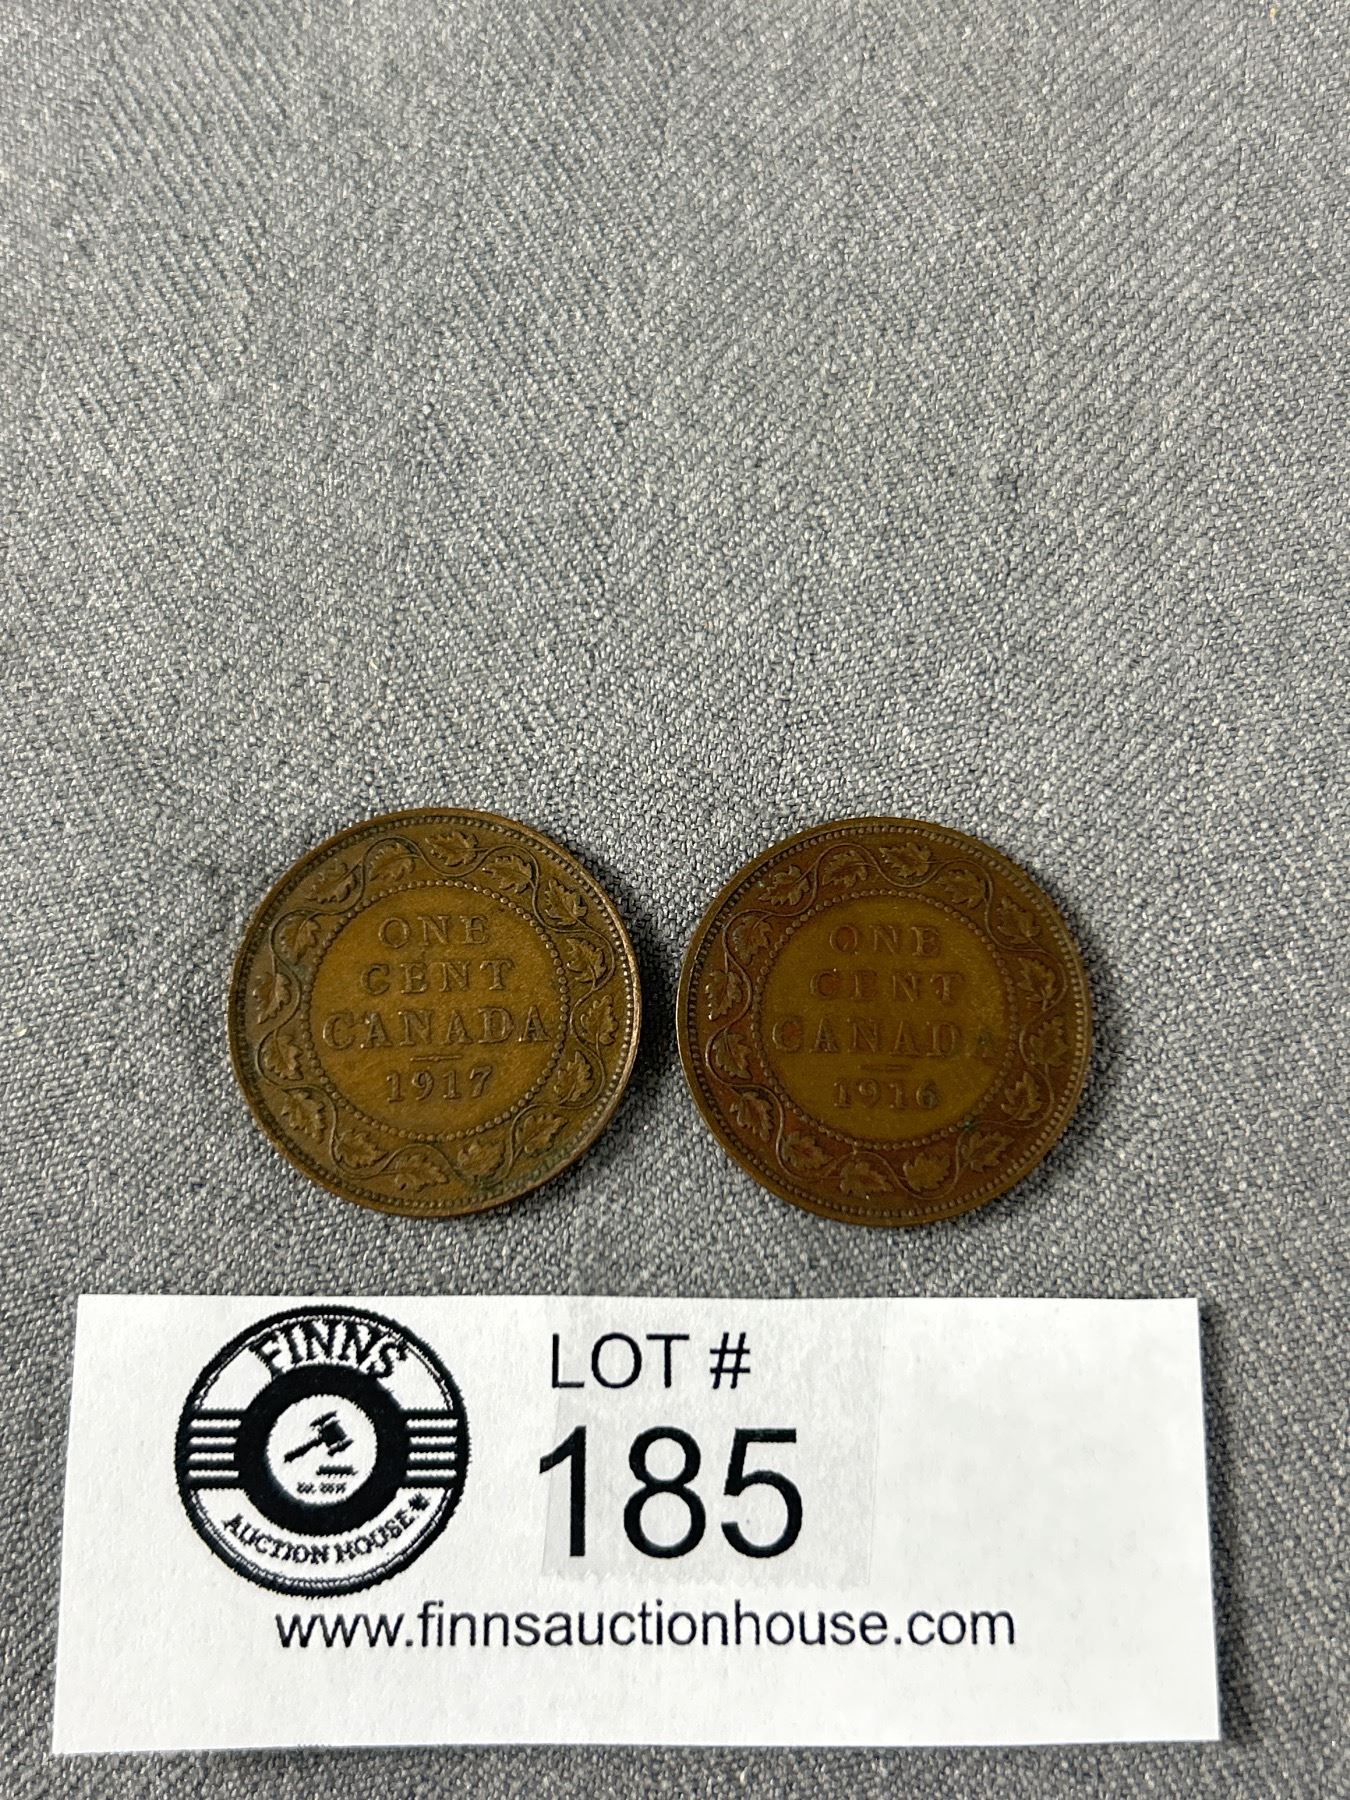 ONE
CENT
CANADA
1917
ONE
CENT
CANADA
1916
FINNS
AUCTION HOUSE
LOT #
185
www.finnsauctionhouse.com